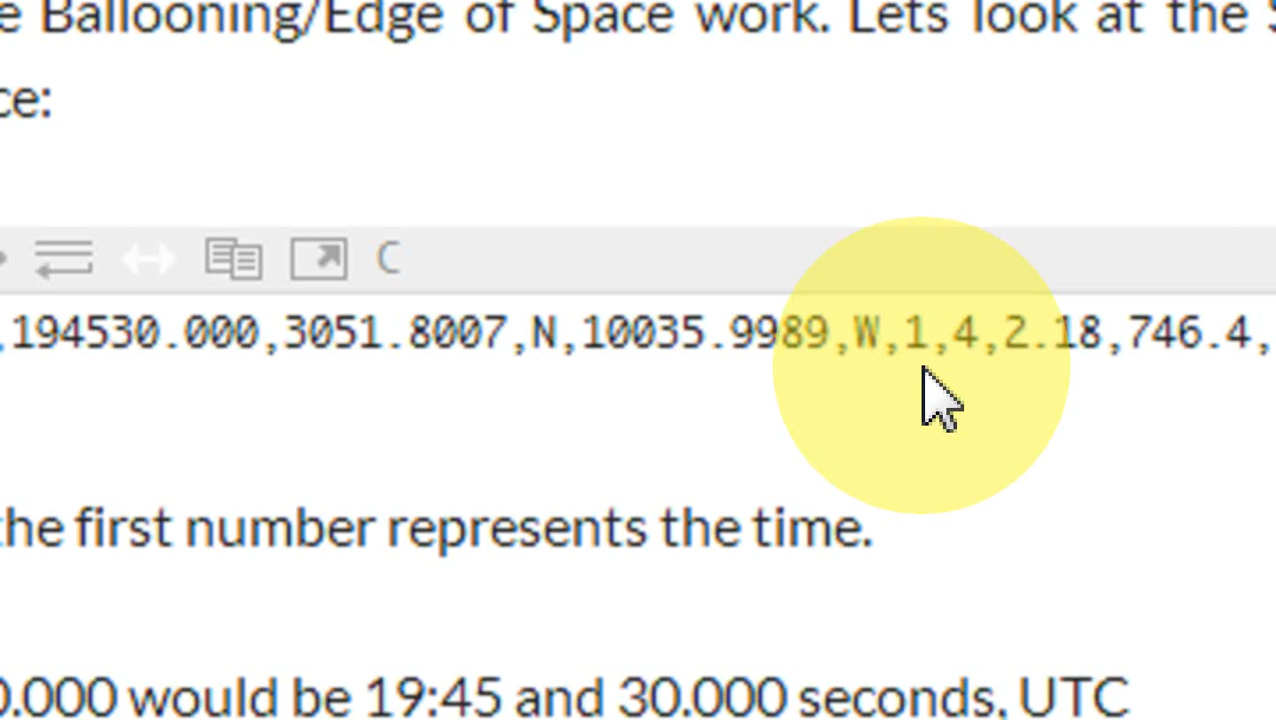 e Ballooning/Edge of Space work. Lets look at the
ce:
C
,194530.000,3051.8007,N,10035.9989,W,1,4,2.18,746.4,
the first number represents the time.
0.000 would be 19:45 and 30.000 seconds, UTC